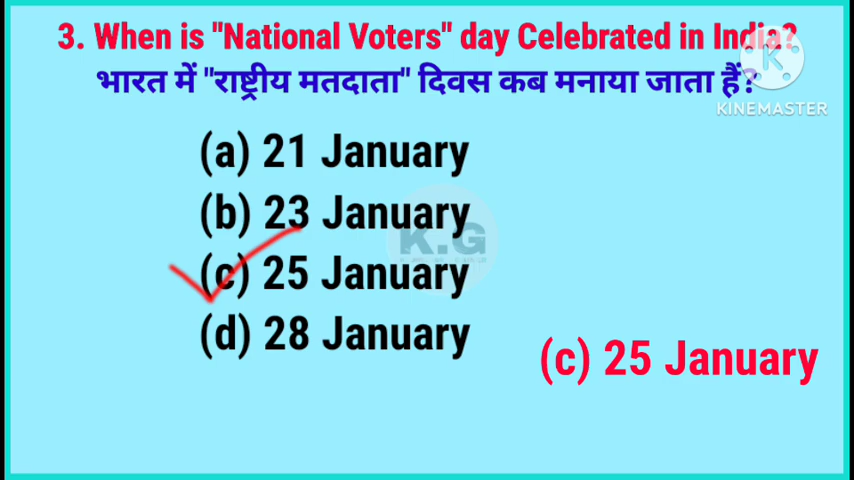 3. When is "National Voters" day Celebrated in India?
भारत में "राष्ट्रीय मतदाता" दिवस कब मनाया जाता हैं?
KINEMASTER
(a) 21 January
(b) 23 January
K.G
(c) 25 January
(d) 28 January
(c) 25 January